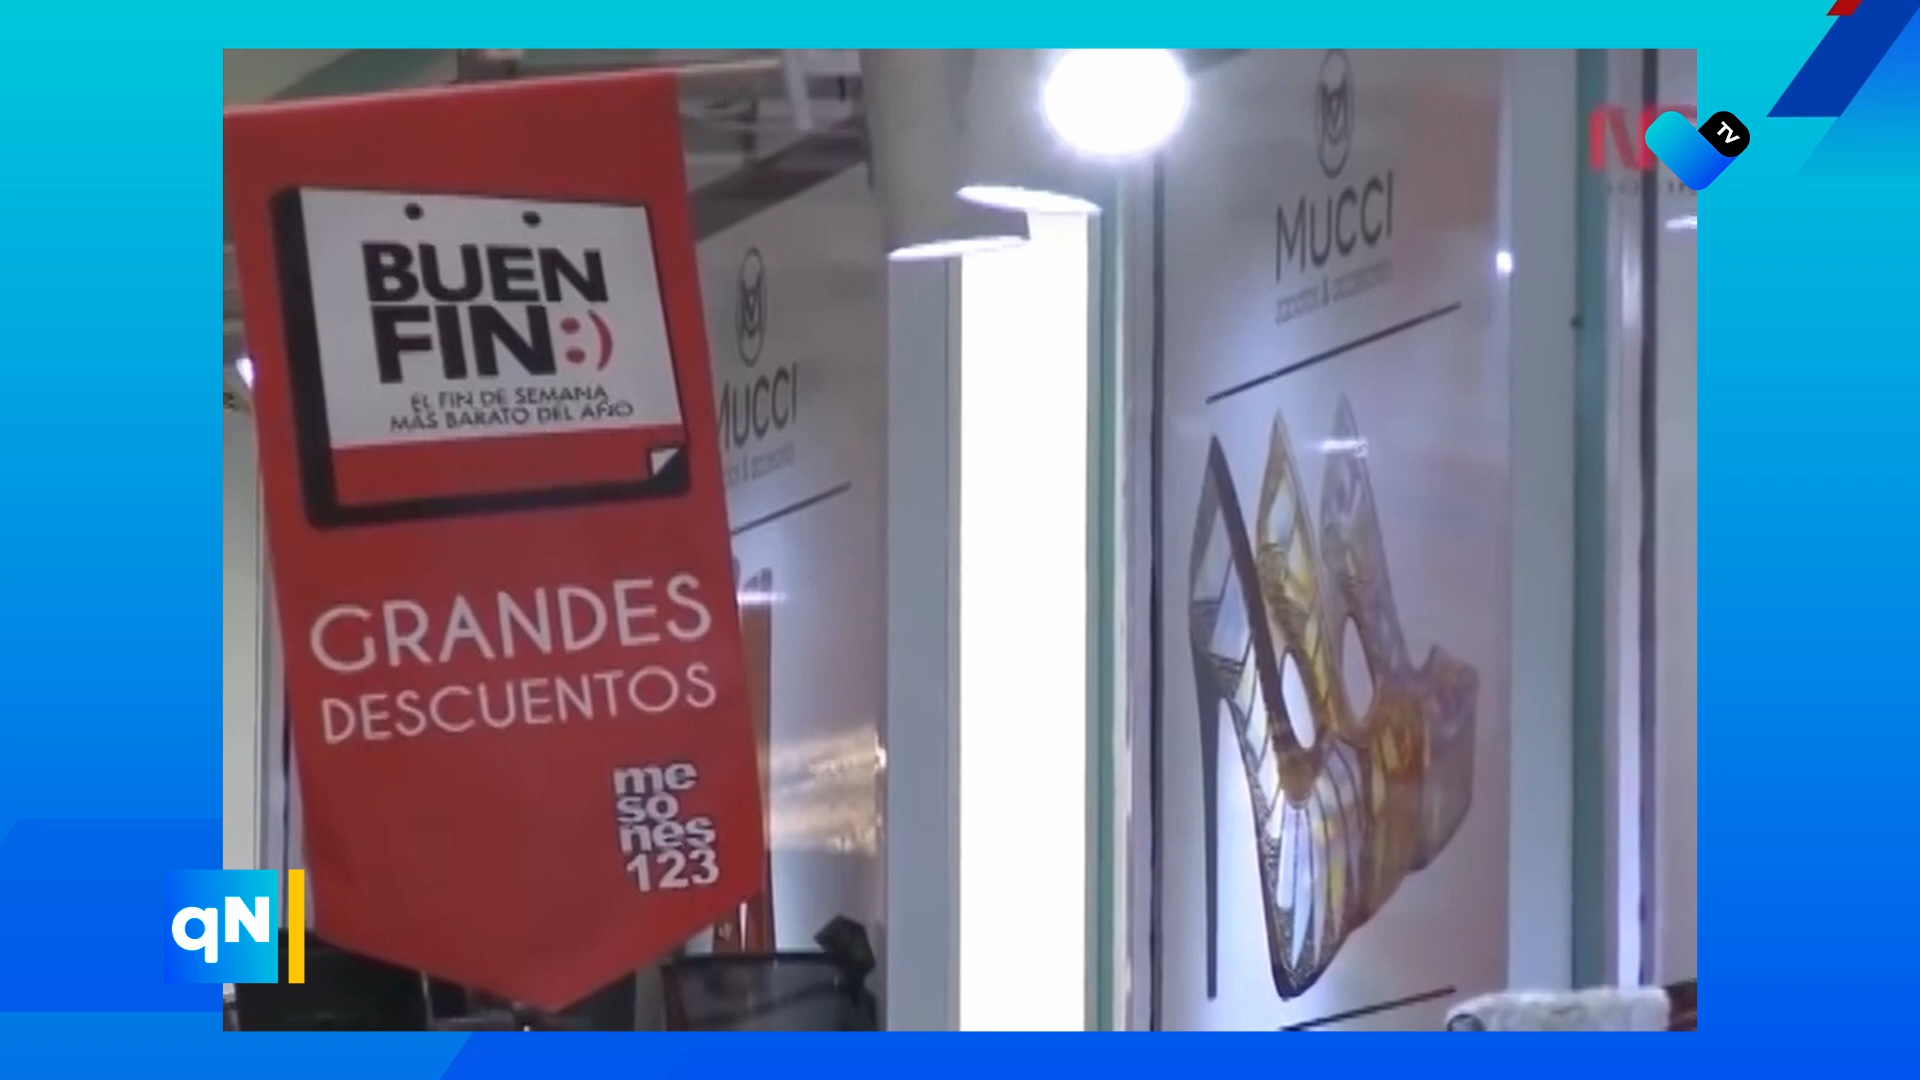 BUEN
FIN:)
EL FIN DE SEMANA
MÁS BARATO DEL AÑO
GRANDES
DESCUENTOS
me
so
nes
123
MUCCI
MUCCI
TV
qN